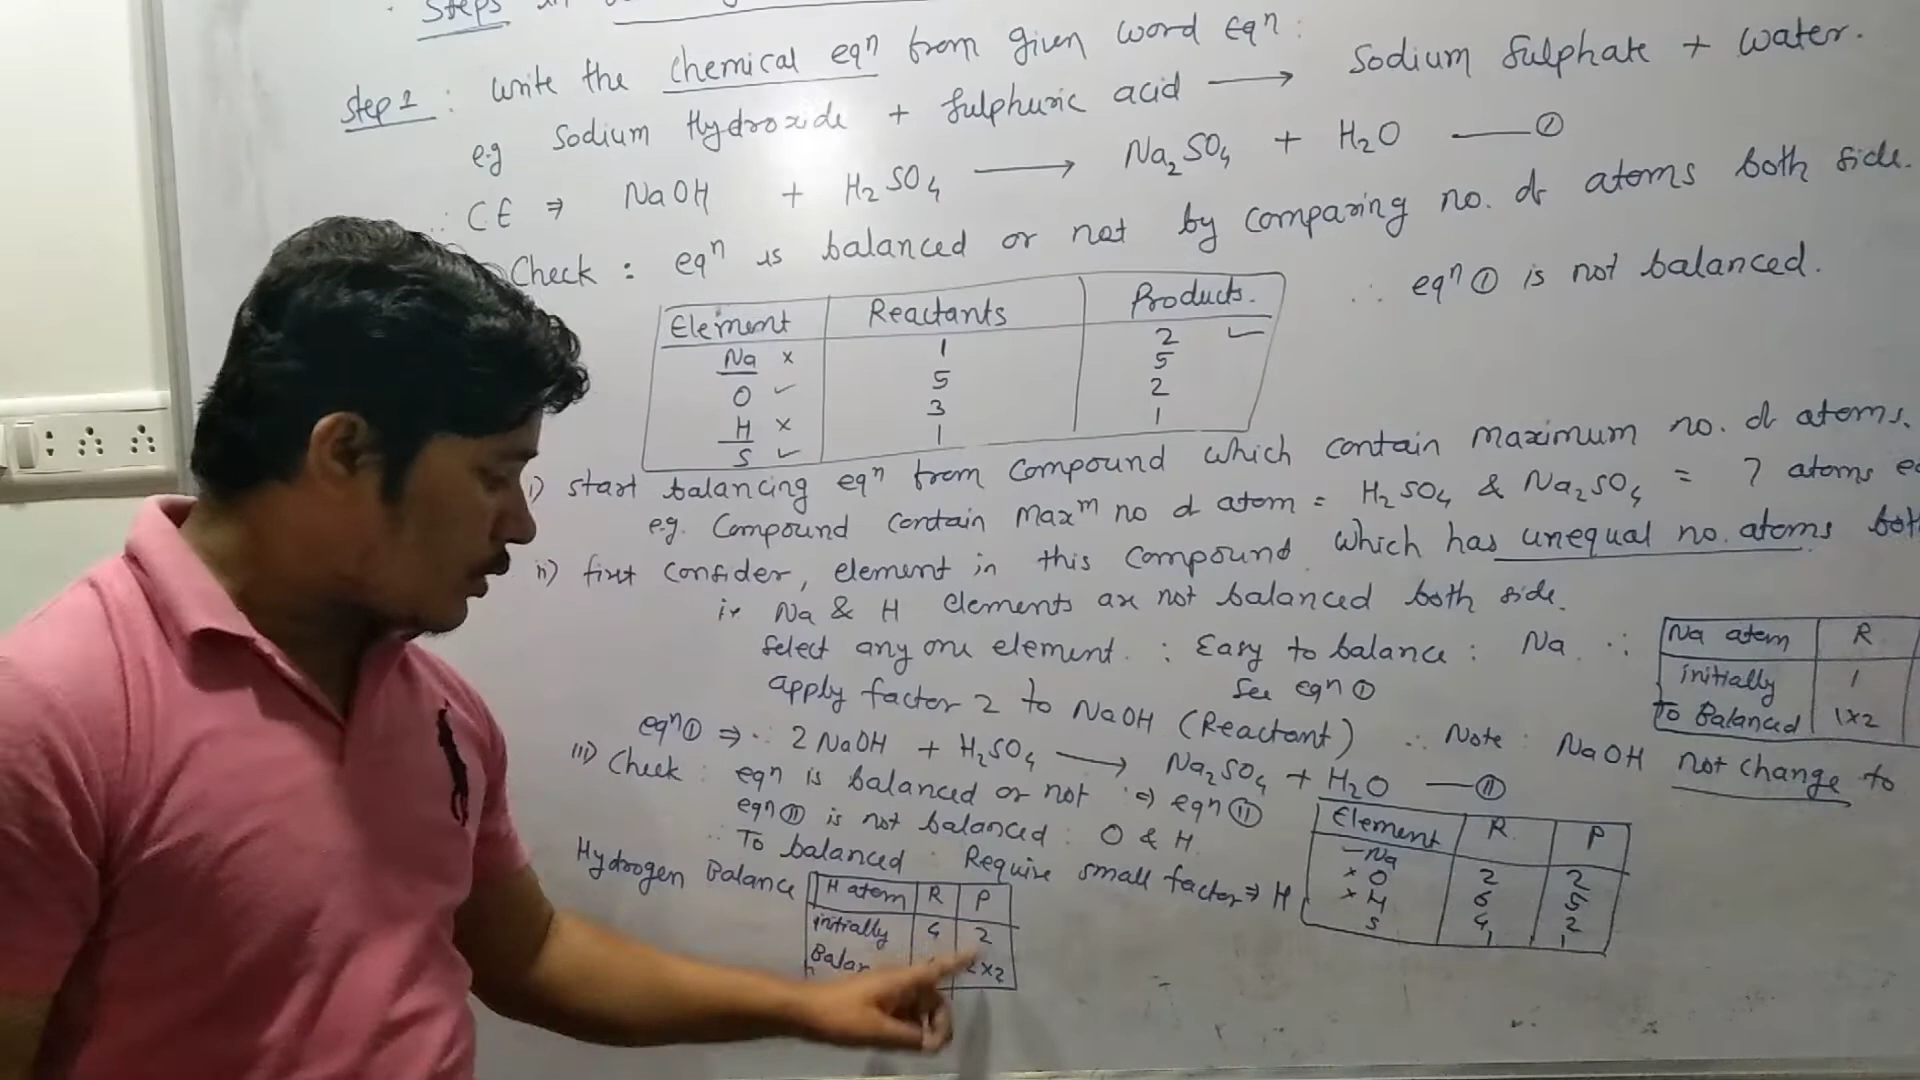 Steps
Step 1 : Write the chemical eqⁿ from given word eqⁿ :
e.g Sodium Hydroxide + Sulphuric acid ⟶ Sodium Sulphate + Water.
∴ CE ⇒ NaOH + H₂SO₄ ⟶ Na₂SO₄ + H₂O —①
Check : eqⁿ is balanced or not by comparing no. of atoms both side.
∴ eqⁿ ① is not balanced.
Element Reactants Products.
Na × 1 2 ✓
O ✓ 5 5
H × 3 2
S ✓ 1 1
i) start balancing eqⁿ from compound which contain maximum no. of atoms.
e.g. Compound contain Maxᵐ no of atom = H₂SO₄ & Na₂SO₄ = 7 atoms
ii) first consider, element in this compound which has unequal no. atoms
ie Na & H elements are not balanced both side.
Select any one element. : Easy to balance : Na ∴
See eqⁿ ①
apply factor 2 to NaOH (Reactant) ∴ Note : NaOH not change to
Na atom R
initially 1
To Balanced 1×2
eqⁿ① ⇒ ∴ 2 NaOH + H₂SO₄ ⟶ Na₂SO₄ + H₂O —⑪
iii) Check : eqⁿ is balanced or not ⇒ eqⁿ ⑪
eqⁿ ⑪ is not balanced : O & H.
Element R P
– Na 2 2
× O 6 5
× H 4 2
S 1 1
∴ To balanced : Require small factor ⇒ H
Hydrogen Balance
H atom R P
initially 4 2
2×2